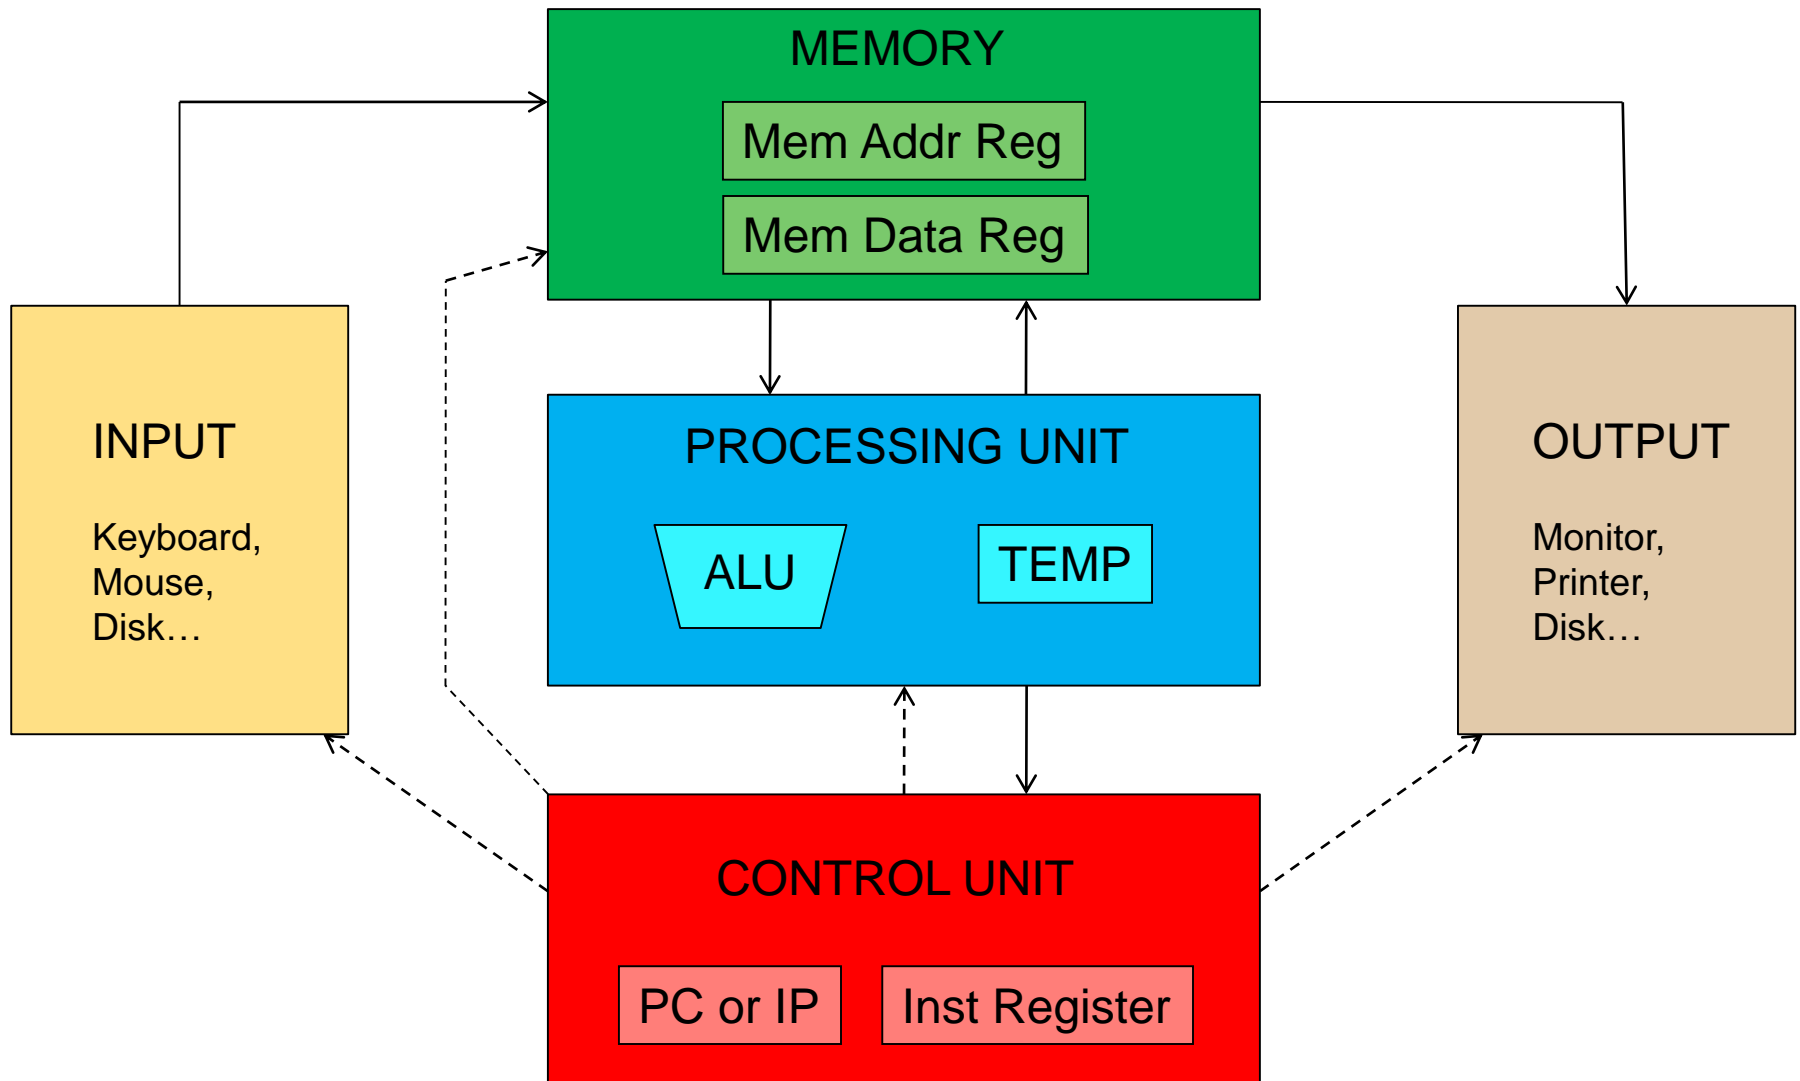 MEMORY
Mem Addr Reg
Mem Data Reg
INPUT
Keyboard,
Mouse,
Disk…
PROCESSING UNIT
ALU
TEMP
OUTPUT
Monitor,
Printer,
Disk…
CONTROL UNIT
PC or IP
Inst Register